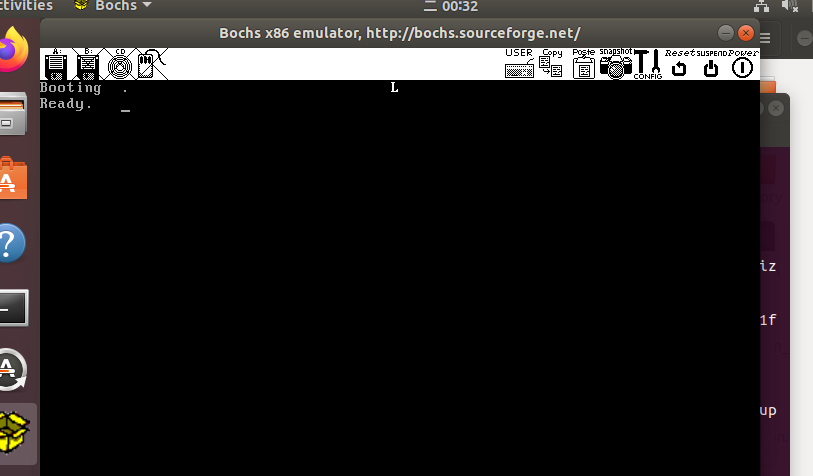 ctivities Bochs 二 00:32
Bochs x86 emulator, http://bochs.sourceforge.net/
A: B: CD USER Copy Paste snapshot CONFIG Reset SUSPEND Power
Booting . L
Ready. _
iz
1f
up